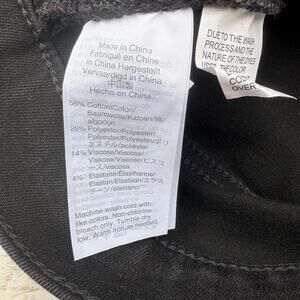 Made in China
Fabriqué en Chine
in China Hergestellt
Vervaardigd in China
中国製
Hecho en China
56% Cotton/Coton/
Baumwolle/Katoen/綿/
algodón
26% Polyester/Polyester/
Polyester/Polyester/ポリ
エステル/poliéster
14% Viscose/Viscose/
Viskose/Viscose/ビスコ
ース/viscosa
4% Elastane/Elasthanne/
Elastan/Elastaan/エラス
テーン/elastano
Machine wash cold with
like colors. Non-chlorine
bleach only. Tumble dry
low. Warm iron as needed.
DUE TO THE WASH
PROCESS AND THE
NATURE OF THE DYES
THE COLOR
OVER